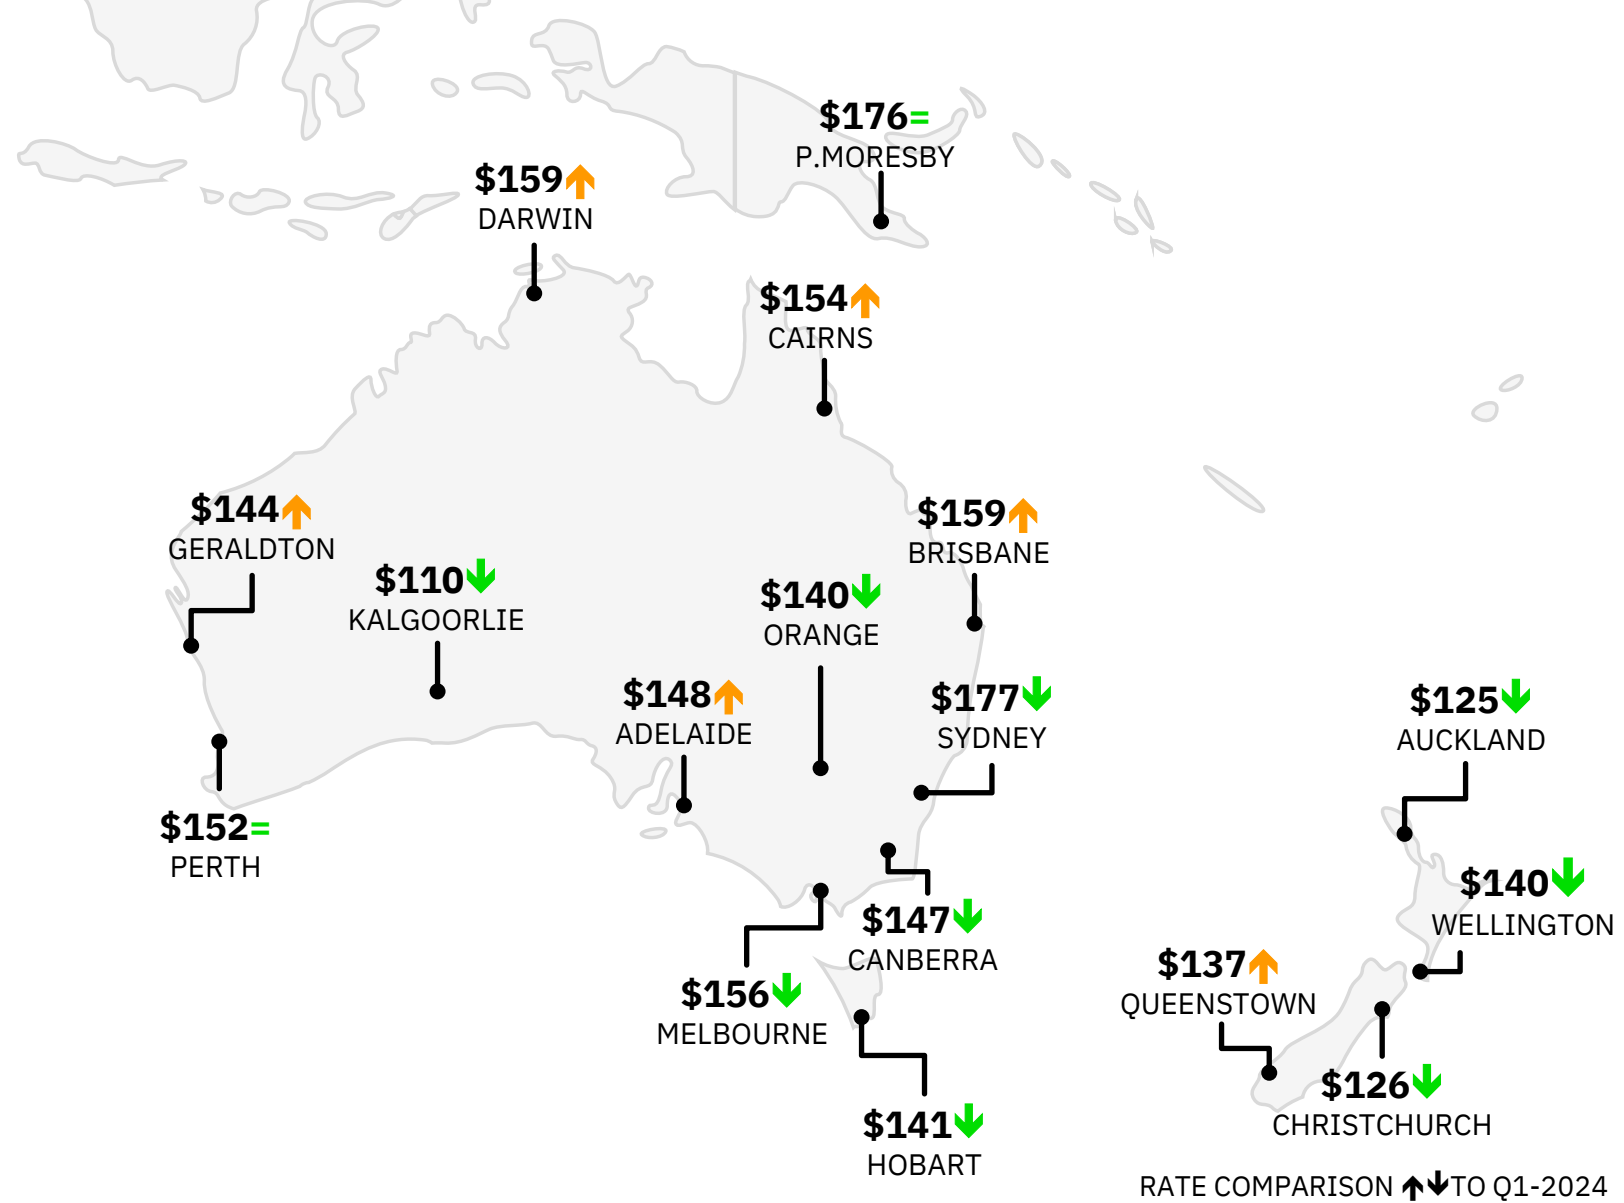 $176=
P.MORESBY
$159↑
DARWIN
$154↑
CAIRNS
$144↑
GERALDTON
$159↑
BRISBANE
$110↓
KALGOORLIE
$140↓
ORANGE
$148↑
ADELAIDE
$177↓
SYDNEY
$125↓
AUCKLAND
$152=
PERTH
$140↓
WELLINGTON
$147↓
CANBERRA
$137↑
QUEENSTOWN
$156↓
MELBOURNE
$126↓
CHRISTCHURCH
$141↓
HOBART
RATE COMPARISON ↑↓TO Q1-2024